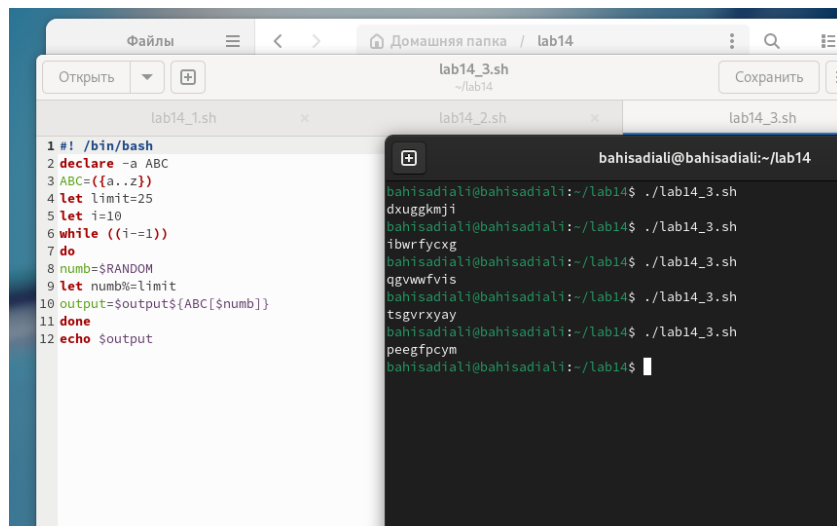 Файлы
Домашняя папка / lab14
Открыть
lab14_3.sh
~/lab14
Сохранить
lab14_1.sh
lab14_2.sh
lab14_3.sh
1 #! /bin/bash
2 declare -a ABC
3 ABC=({a..z})
4 let limit=25
5 let i=10
6 while ((i-=1))
7 do
8 numb=$RANDOM
9 let numb%=limit
10 output=$output${ABC[$numb]}
11 done
12 echo $output
bahisadiali@bahisadiali:~/lab14
bahisadiali@bahisadiali:~/lab14$ ./lab14_3.sh
dxuggkmji
bahisadiali@bahisadiali:~/lab14$ ./lab14_3.sh
ibwrfycxg
bahisadiali@bahisadiali:~/lab14$ ./lab14_3.sh
qgvwwfvis
bahisadiali@bahisadiali:~/lab14$ ./lab14_3.sh
tsgvrxyay
bahisadiali@bahisadiali:~/lab14$ ./lab14_3.sh
peegfpcym
bahisadiali@bahisadiali:~/lab14$